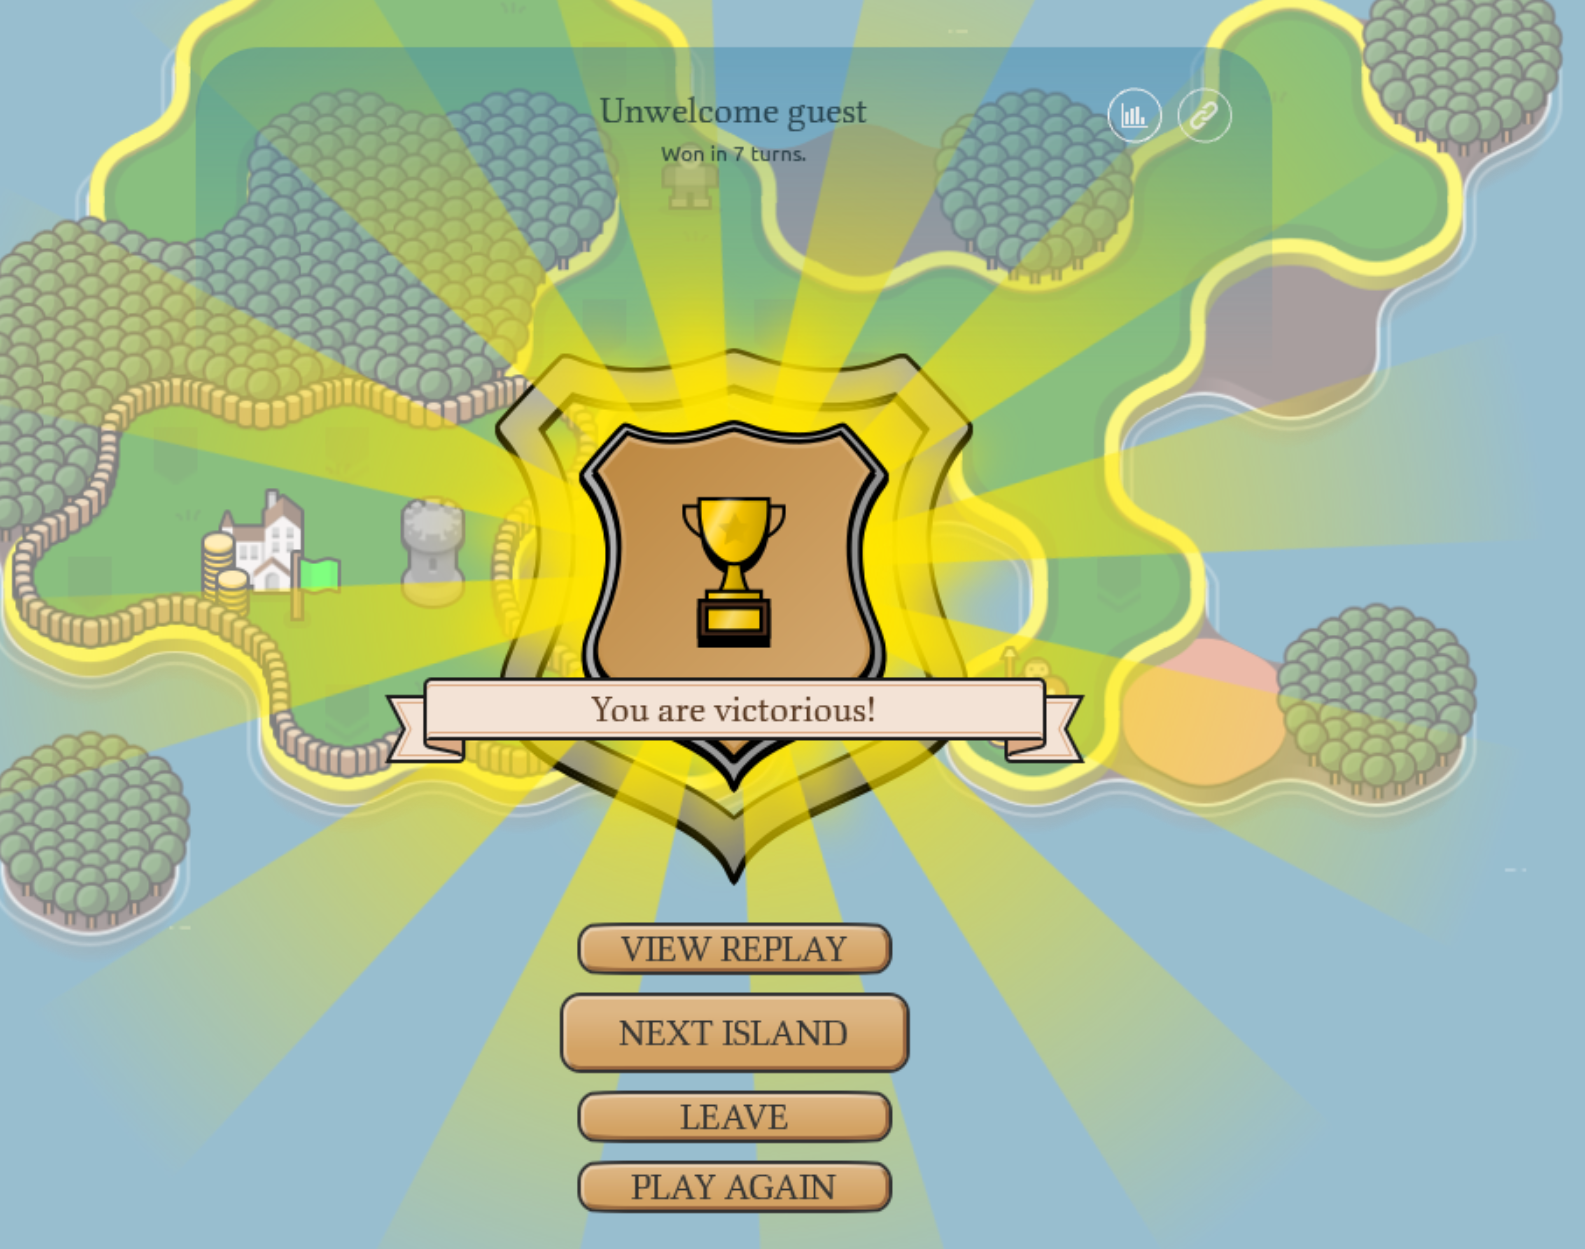 Unwelcome guest
Won in 7 turns.
You are victorious!
VIEW REPLAY
NEXT ISLAND
LEAVE
PLAY AGAIN